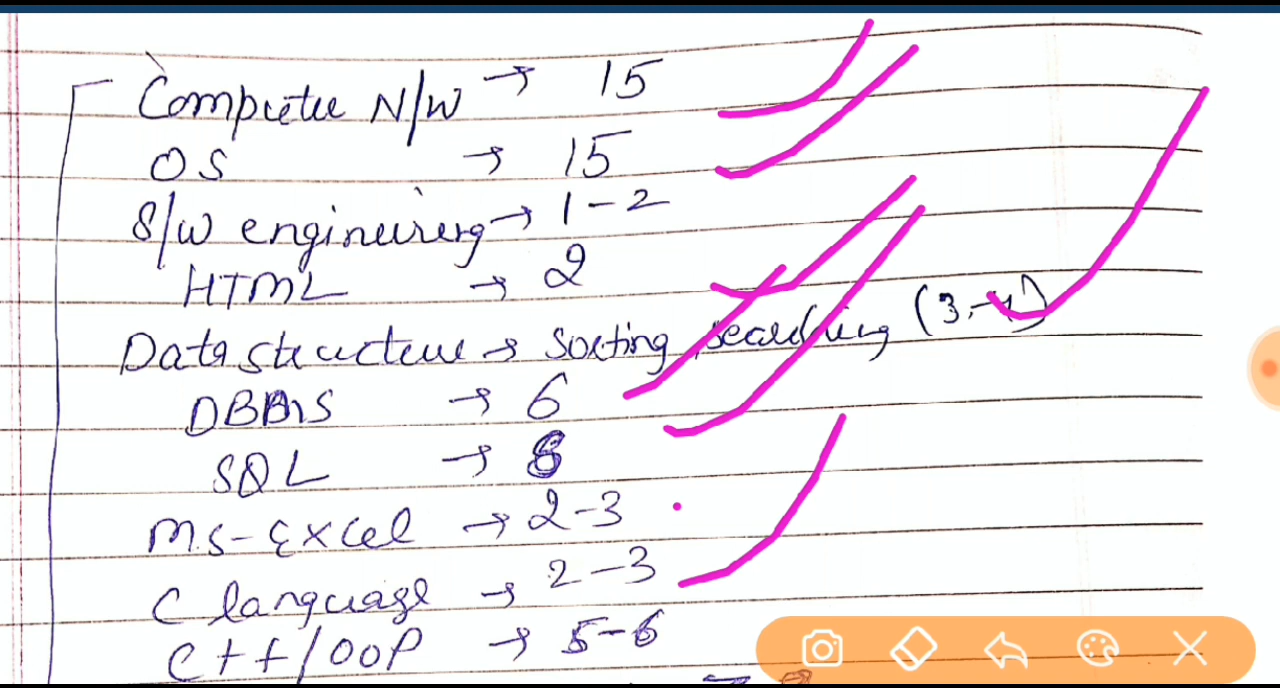 Computer N/W → 15
OS → 15
S/W engineering → 1-2
HTML → 2
Data structure → Sorting, searching (3-4)
DBMS → 6
SQL →
M.S-Excel → 2-3
C language → 2-3
C++/OOP → 5-6